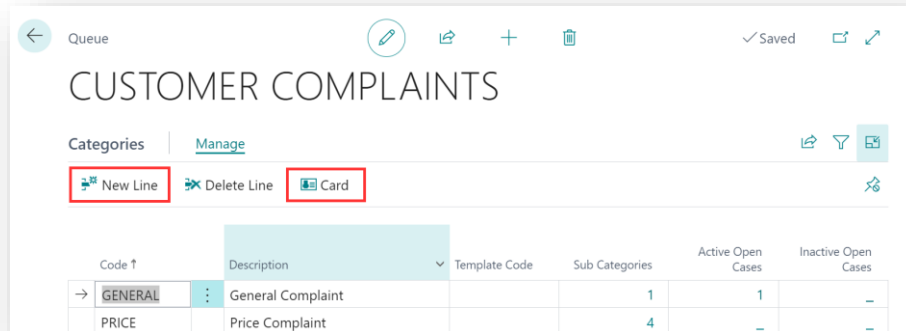 Queue
Saved
CUSTOMER COMPLAINTS
Categories Manage
New Line Delete Line Card
Code ↑ Description Template Code Sub Categories Active Open Cases Inactive Open Cases
GENERAL General Complaint 1 1 _
PRICE Price Complaint 4 _ _